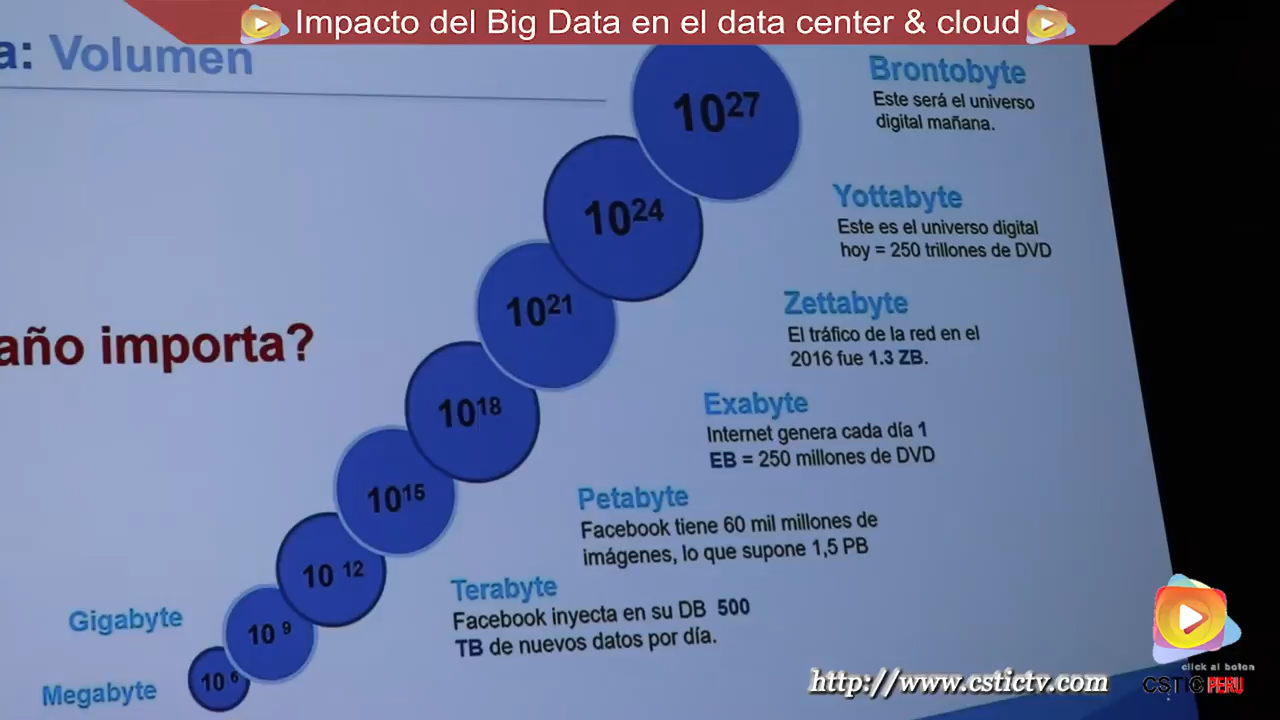 Impacto del Big Data en el data center & cloud
a: Volumen
año importa?
10²⁷
Brontobyte
Este será el universo
digital mañana.
10²⁴
Yottabyte
Este es el universo digital
hoy = 250 trillones de DVD
10²¹
Zettabyte
El tráfico de la red en el
2016 fue 1.3 ZB.
10¹⁸
Exabyte
Internet genera cada día 1
EB = 250 millones de DVD
10¹⁵
Petabyte
Facebook tiene 60 mil millones de
imágenes, lo que supone 1,5 PB
10 ¹²
Terabyte
Facebook inyecta en su DB 500
TB de nuevos datos por día.
Gigabyte
10 ⁹
Megabyte
10 ⁶
http://www.cstictv.com
click al boton
CSTIC PERU